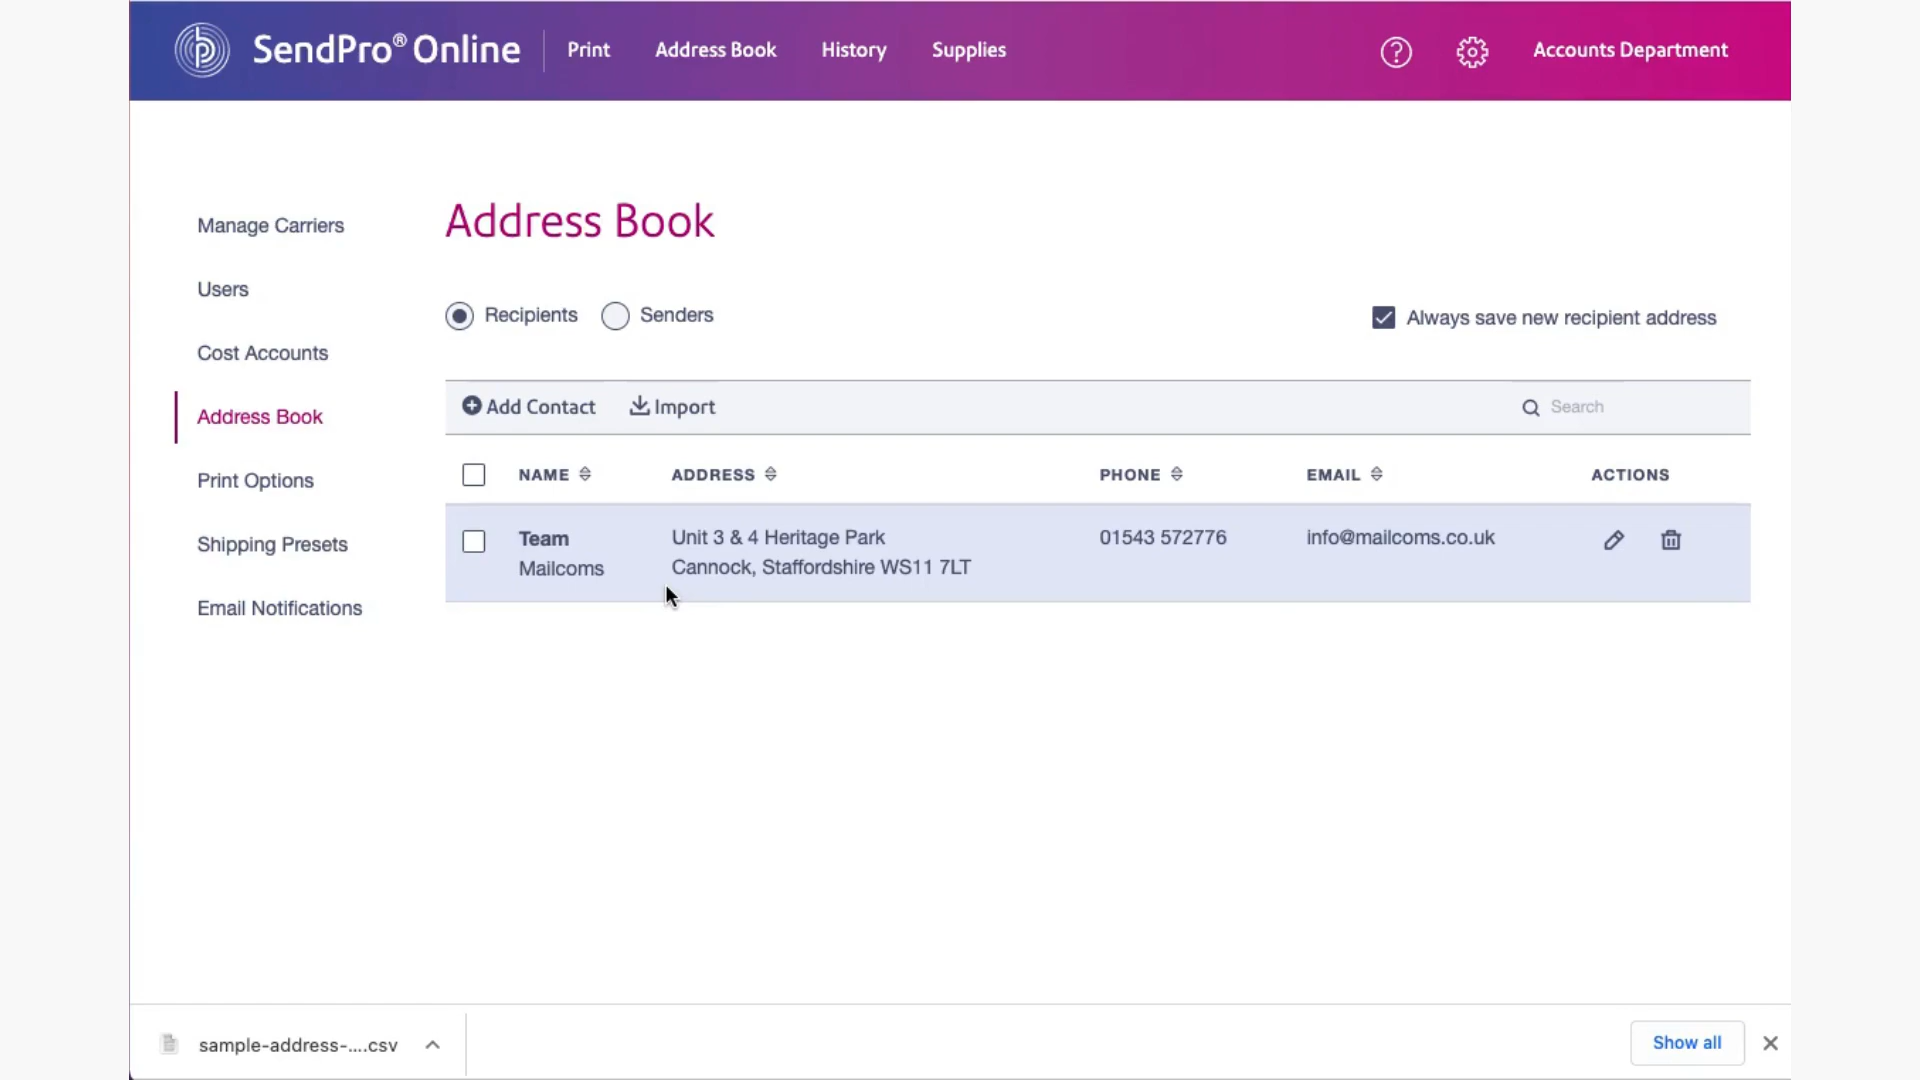 SendPro® Online
Print
Address Book
History
Supplies
Accounts Department
Manage Carriers
Users
Cost Accounts
Address Book
Print Options
Shipping Presets
Email Notifications
Address Book
Recipients
Senders
Always save new recipient address
Add Contact
Import
Search
NAME
ADDRESS
PHONE
EMAIL
ACTIONS
Team
Mailcoms
Unit 3 & 4 Heritage Park
Cannock, Staffordshire WS11 7LT
01543 572776
info@mailcoms.co.uk
sample-address-....csv
Show all